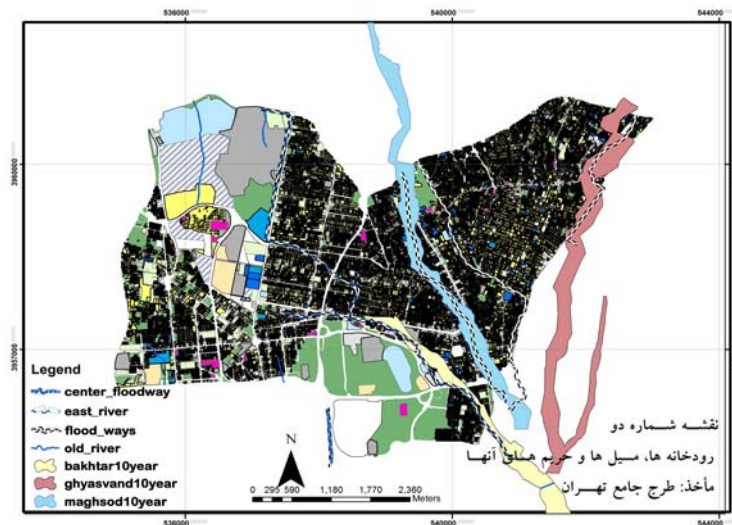 536000 540000 544000
3960000
3957000
Legend
center_floodway
east_river
flood_ways
old_river
bakhtar10year
ghyasvand10year
maghsod10year
N
0 295 590 1,180 1,770 2,360
Meters
نقشه شماره دو
رودخانه ها، مسیل ها و حریم های آنها
مأخذ: طرح جامع تهران
536000 540000 544000